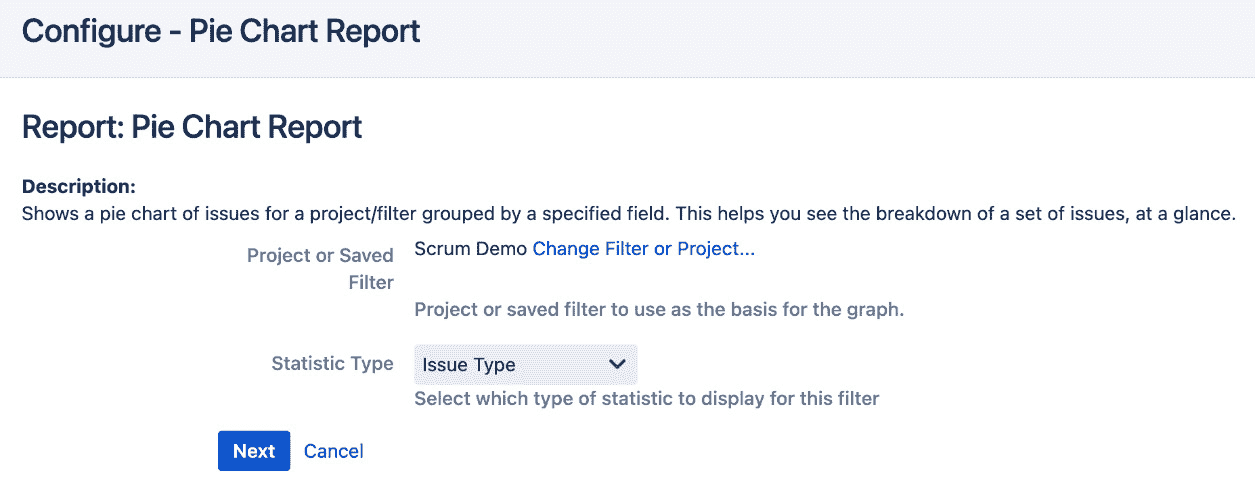 Configure - Pie Chart Report
Report: Pie Chart Report
Description:
Shows a pie chart of issues for a project/filter grouped by a specified field. This helps you see the breakdown of a set of issues, at a glance.
Project or Saved
Filter
Scrum Demo Change Filter or Project...
Project or saved filter to use as the basis for the graph.
Statistic Type
Issue Type
Select which type of statistic to display for this filter
Next Cancel